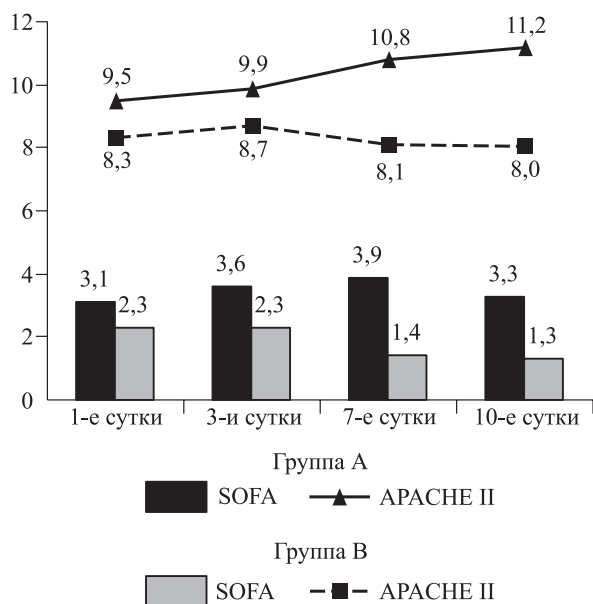 12
10
8
6
4
2
0
9,5
9,9
10,8
11,2
8,3
8,7
8,1
8,0
3,1
2,3
3,6
2,3
3,9
1,4
3,3
1,3
1-е сутки
3-и сутки
7-е сутки
10-е сутки
Группа А
SOFA
APACHE II
Группа В
SOFA
APACHE II